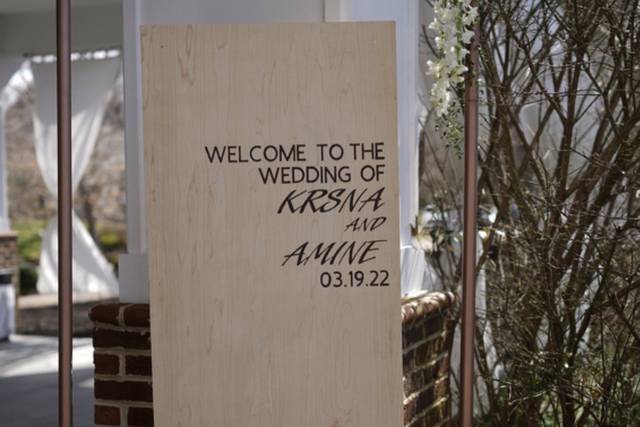 WELCOME TO THE
WEDDING OF
KRSNA
AND
AMINE
03.19.22